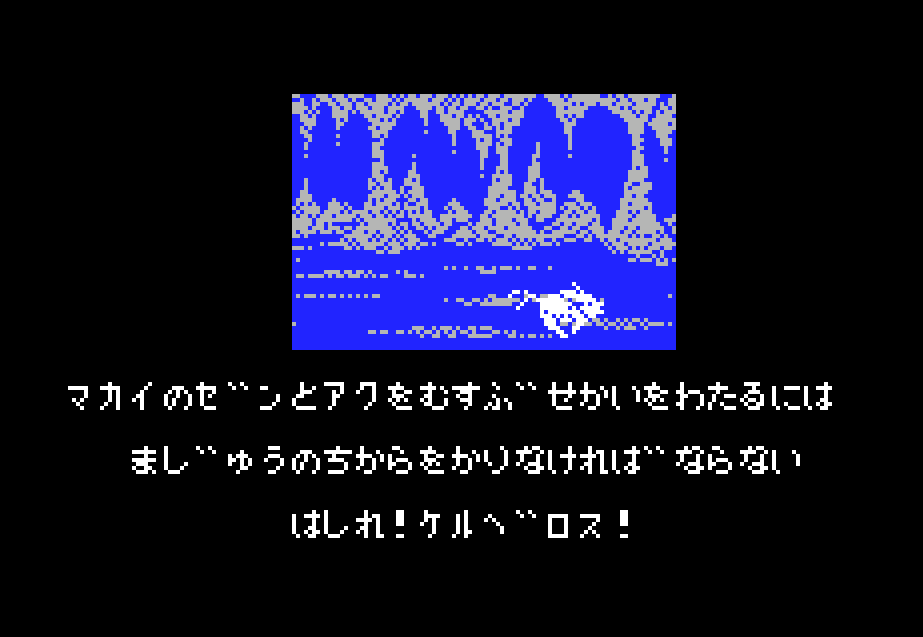 マカイのセ゛ンとアクをむすふ゛せかいをわたるには
まし゛ゅうのちからをかりなければ゛ならない
はしれ!ケルヘ゛ロス!